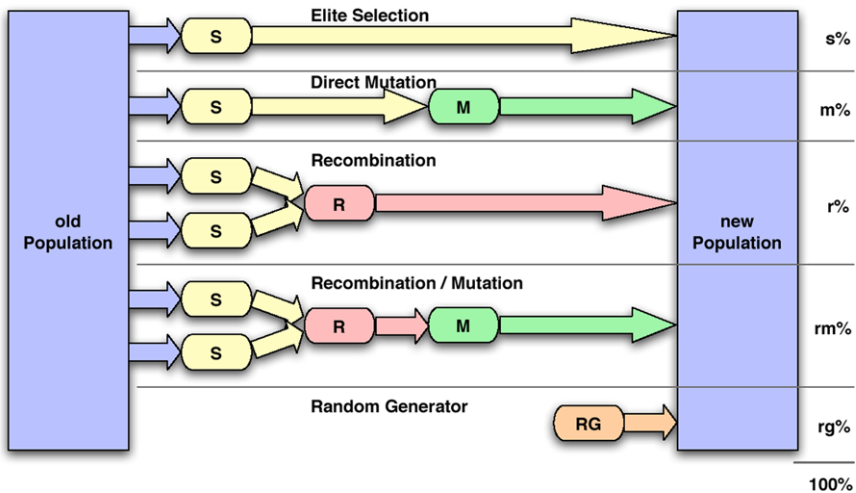 Elite Selection
S
s%
Direct Mutation
S
M
m%
Recombination
S
R
S
r%
old
Population
new
Population
Recombination / Mutation
S
R
M
S
rm%
Random Generator
RG
rg%
100%